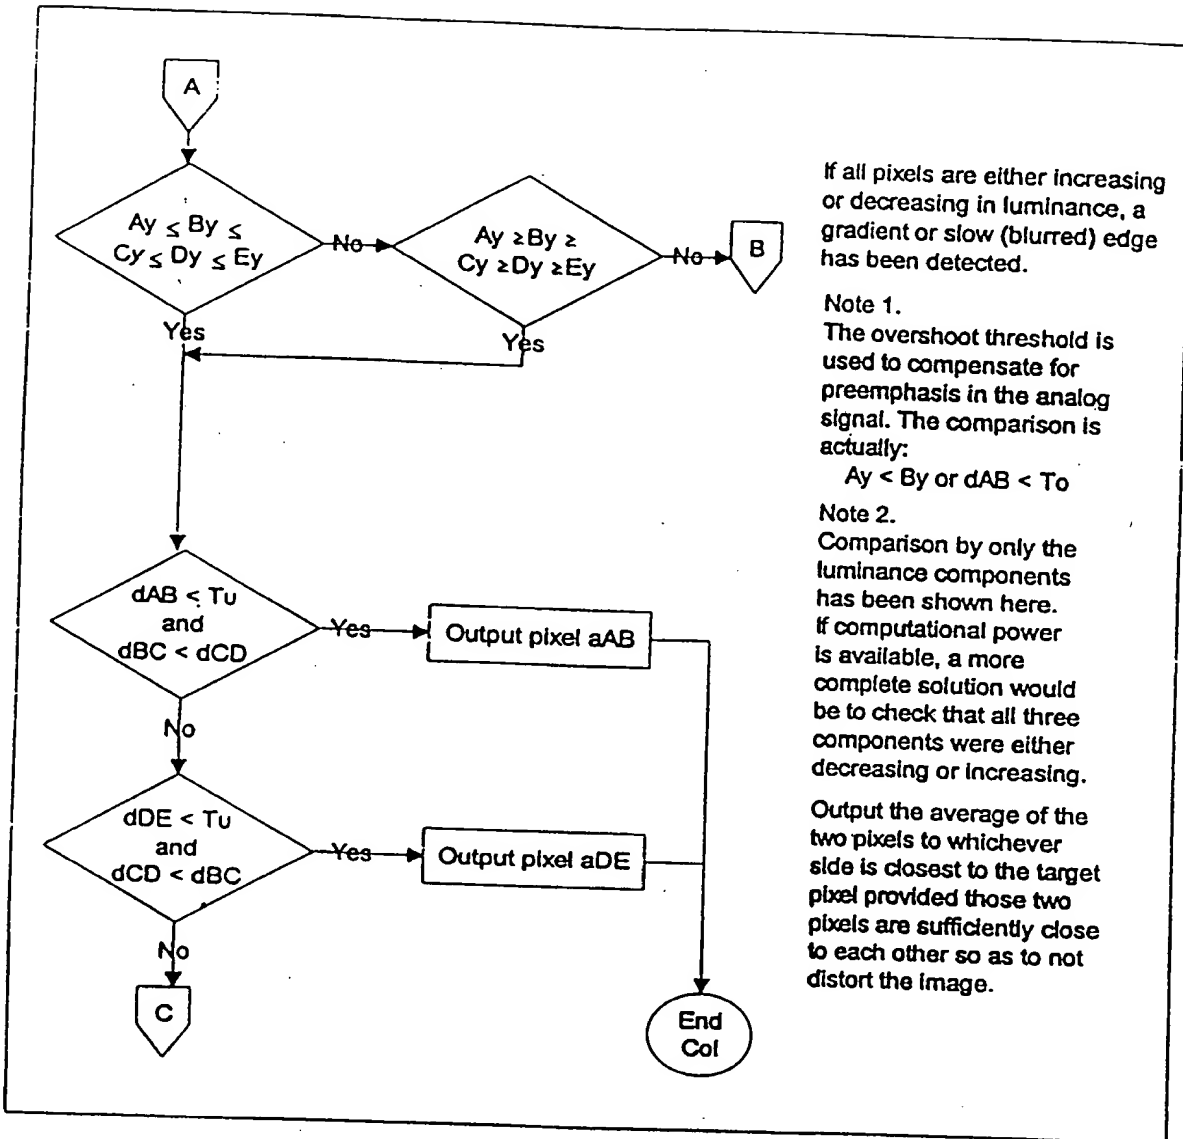 A
Ay ≤ By ≤
Cy ≤ Dy ≤ Ey
No
Ay ≥By ≥
Cy ≥Dy ≥Ey
No
B
Yes
Yes
dAB < Tu
and
dBC < dCD
Yes
Output pixel aAB
No
dDE < Tu
and
dCD < dBC
Yes
Output pixel aDE
No
C
End
Col
If all pixels are either increasing
or decreasing in luminance, a
gradient or slow (blurred) edge
has been detected.
Note 1.
The overshoot threshold is
used to compensate for
preemphasis in the analog
signal. The comparison is
actually:
Ay < By or dAB < To
Note 2.
Comparison by only the
luminance components
has been shown here.
If computational power
is available, a more
complete solution would
be to check that all three
components were either
decreasing or increasing.
Output the average of the
two pixels to whichever
side is closest to the target
pixel provided those two
pixels are sufficiently close
to each other so as to not
distort the image.